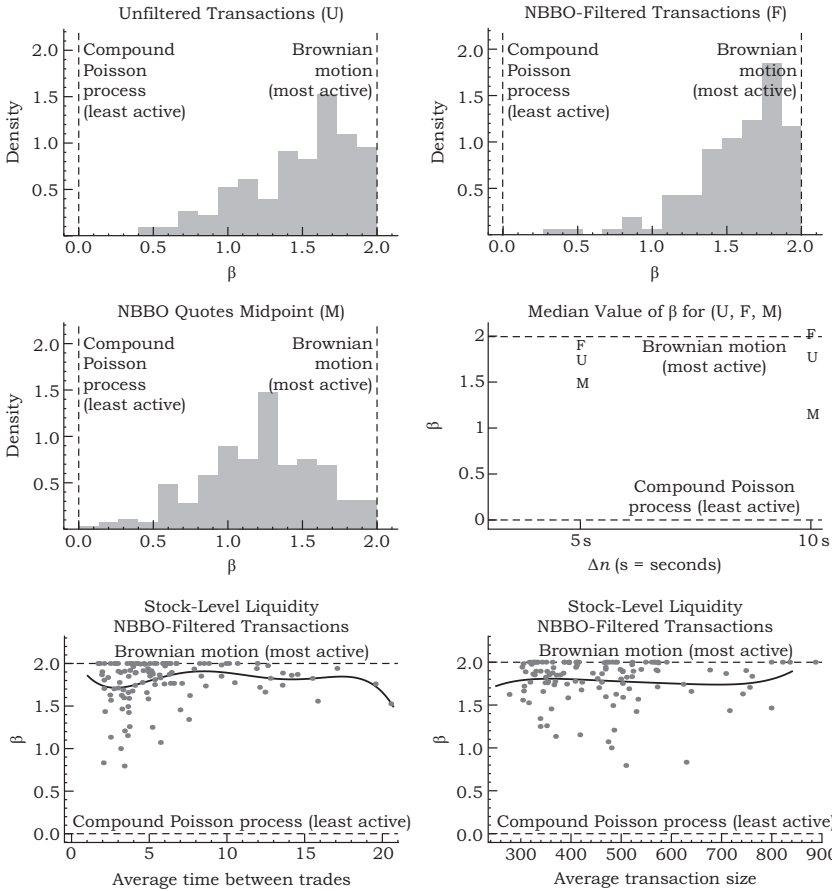 Unfiltered Transactions (U)
NBBO-Filtered Transactions (F)
2.0
1.5
1.0
0.5
Density
Compound
Poisson
process
(least active)
Brownian
motion
(most active)
0.0
0.5
1.0
1.5
2.0
β
2.0
1.5
1.0
0.5
Density
Compound
Poisson
process
(least active)
Brownian
motion
(most active)
0.0
0.5
1.0
1.5
2.0
β
NBBO Quotes Midpoint (M)
2.0
1.5
1.0
0.5
Density
Compound
Poisson
process
(least active)
Brownian
motion
(most active)
0.0
0.5
1.0
1.5
2.0
β
Median Value of β for (U, F, M)
2
1.5
1
0.5
0
β
F
U
M
F
U
M
Brownian motion
(most active)
Compound Poisson
process (least active)
5s
10s
Δn (s = seconds)
Stock-Level Liquidity
NBBO-Filtered Transactions
Brownian motion (most active)
2.0
1.5
1.0
0.5
0.0
β
Compound Poisson process (least active)
0
5
10
15
20
Average time between trades
Stock-Level Liquidity
NBBO-Filtered Transactions
Brownian motion (most active)
2.0
1.5
1.0
0.5
0.0
β
Compound Poisson process (least active)
300
400
500
600
700
800
900
Average transaction size